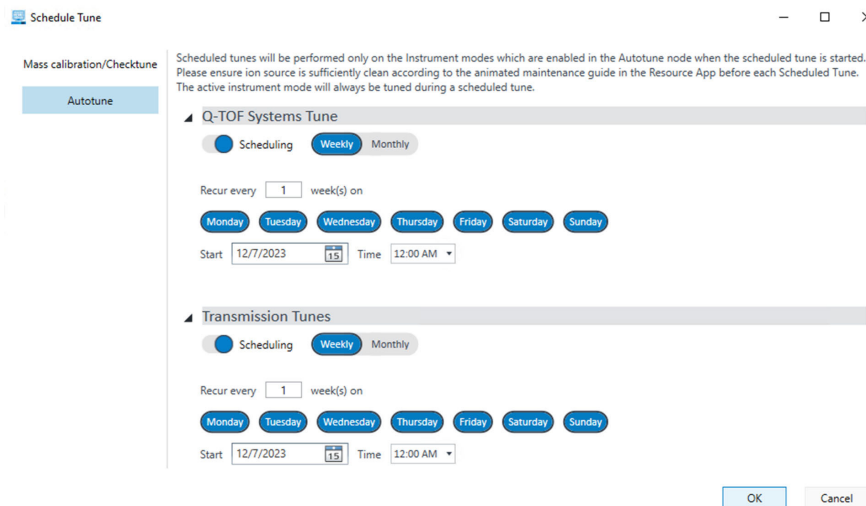 Schedule Tune
Mass calibration/Checktune
Autotune
Scheduled tunes will be performed only on the Instrument modes which are enabled in the Autotune node when the scheduled tune is started.
Please ensure ion source is sufficiently clean according to the animated maintenance guide in the Resource App before each Scheduled Tune.
The active instrument mode will always be tuned during a scheduled tune.
Q-TOF Systems Tune
Scheduling Weekly Monthly
Recur every 1 week(s) on
Monday Tuesday Wednesday Thursday Friday Saturday Sunday
Start 12/7/2023 15 Time 12:00 AM
Transmission Tunes
Scheduling Weekly Monthly
Recur every 1 week(s) on
Monday Tuesday Wednesday Thursday Friday Saturday Sunday
Start 12/7/2023 15 Time 12:00 AM
OK Cancel